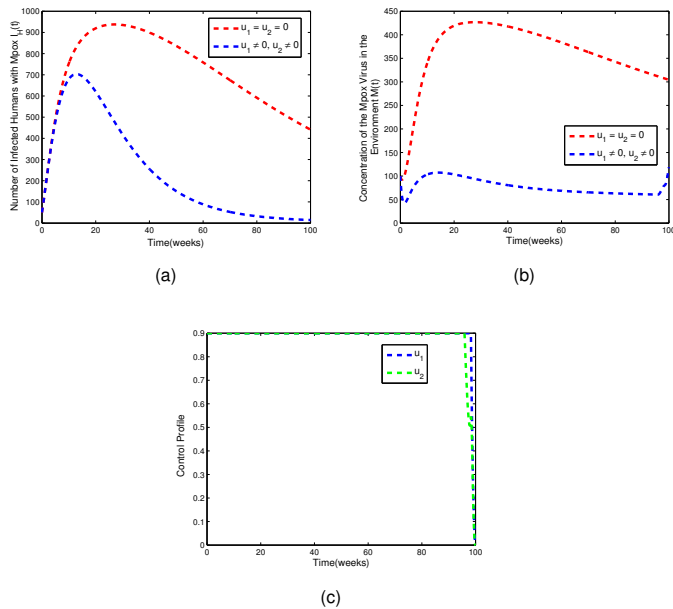 1000
900
800
700
600
500
400
300
200
100
0
0 20 40 60 80 100
Number of Infected Humans with Mpox I_H(t)
Time(weeks)
u_1 = u_2 = 0
u_1 ≠ 0, u_2 ≠ 0
(a)
450
400
350
300
250
200
150
100
50
0
0 20 40 60 80 100
Concentration of the Mpox Virus in the
Environment M(t)
Time(weeks)
u_1 = u_2 = 0
u_1 ≠ 0, u_2 ≠ 0
(b)
0.9
0.8
0.7
0.6
0.5
0.4
0.3
0.2
0.1
0
0 20 40 60 80 100
Control Profile
Time(weeks)
u_1
u_2
(c)